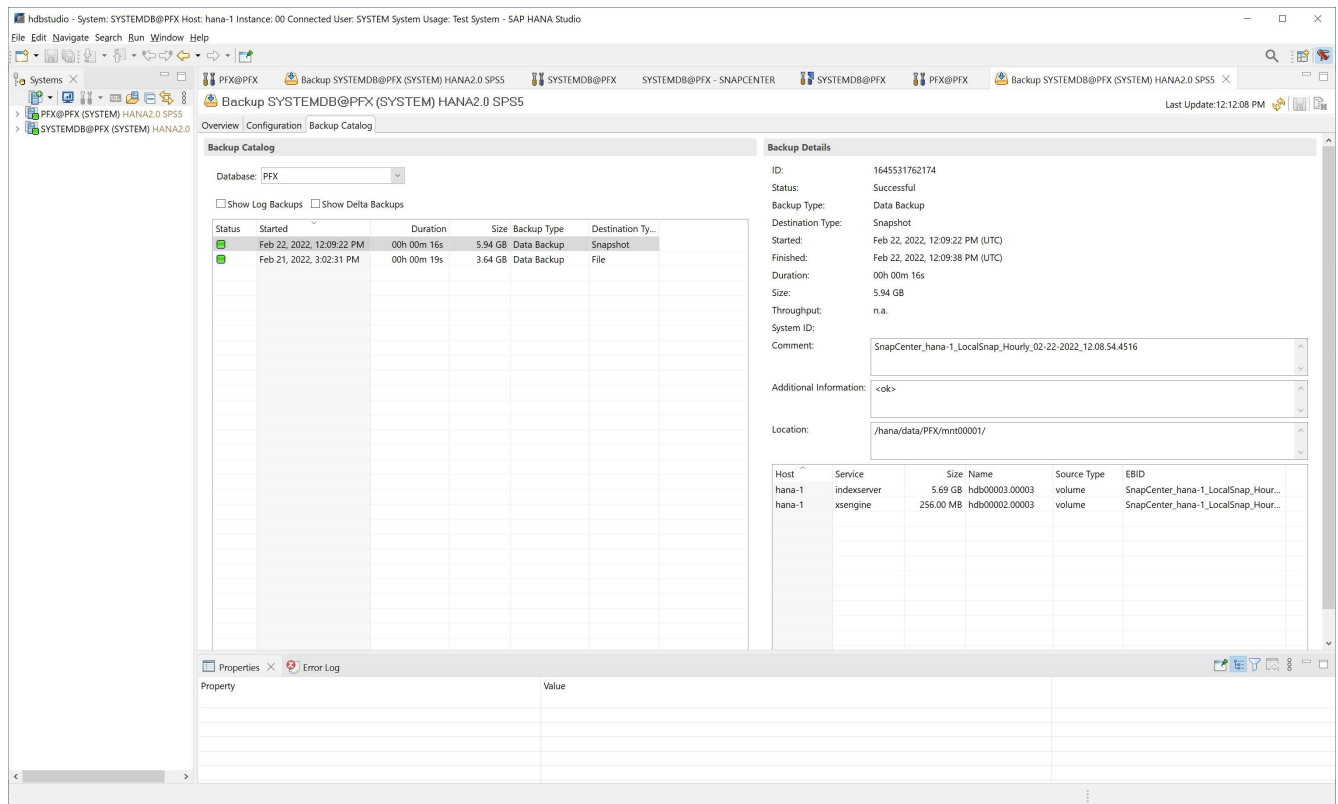 hdbstudio - System: SYSTEMDB@PFX Host: hana-1 Instance: 00 Connected User: SYSTEM System Usage: Test System - SAP HANA Studio
File Edit Navigate Search Run Window Help
Systems
PFX@PFX
Backup SYSTEMDB@PFX (SYSTEM) HANA2.0 SPS5
SYSTEMDB@PFX
SYSTEMDB@PFX - SNAPCENTER
SYSTEMDB@PFX
PFX@PFX
Backup SYSTEMDB@PFX (SYSTEM) HANA2.0 SPS5
PFX@PFX (SYSTEM) HANA2.0 SPS5
SYSTEMDB@PFX (SYSTEM) HANA2.0
Backup SYSTEMDB@PFX (SYSTEM) HANA2.0 SPS5
Last Update:12:12:08 PM
Overview Configuration Backup Catalog
Backup Catalog
Database: PFX
Show Log Backups Show Delta Backups
Status Started Duration Size Backup Type Destination Ty...
Feb 22, 2022, 12:09:22 PM 00h 00m 16s 5.94 GB Data Backup Snapshot
Feb 21, 2022, 3:02:31 PM 00h 00m 19s 3.64 GB Data Backup File
Backup Details
ID: 1645531762174
Status: Successful
Backup Type: Data Backup
Destination Type: Snapshot
Started: Feb 22, 2022, 12:09:22 PM (UTC)
Finished: Feb 22, 2022, 12:09:38 PM (UTC)
Duration: 00h 00m 16s
Size: 5.94 GB
Throughput: n.a.
System ID:
Comment: SnapCenter_hana-1_LocalSnap_Hourly_02-22-2022_12.08.54.4516
Additional Information: <ok>
Location: /hana/data/PFX/mnt00001/
Host Service Size Name Source Type EBID
hana-1 indexserver 5.69 GB hdb00003.00003 volume SnapCenter_hana-1_LocalSnap_Hour...
hana-1 xsengine 256.00 MB hdb00002.00003 volume SnapCenter_hana-1_LocalSnap_Hour...
Properties Error Log
Property Value